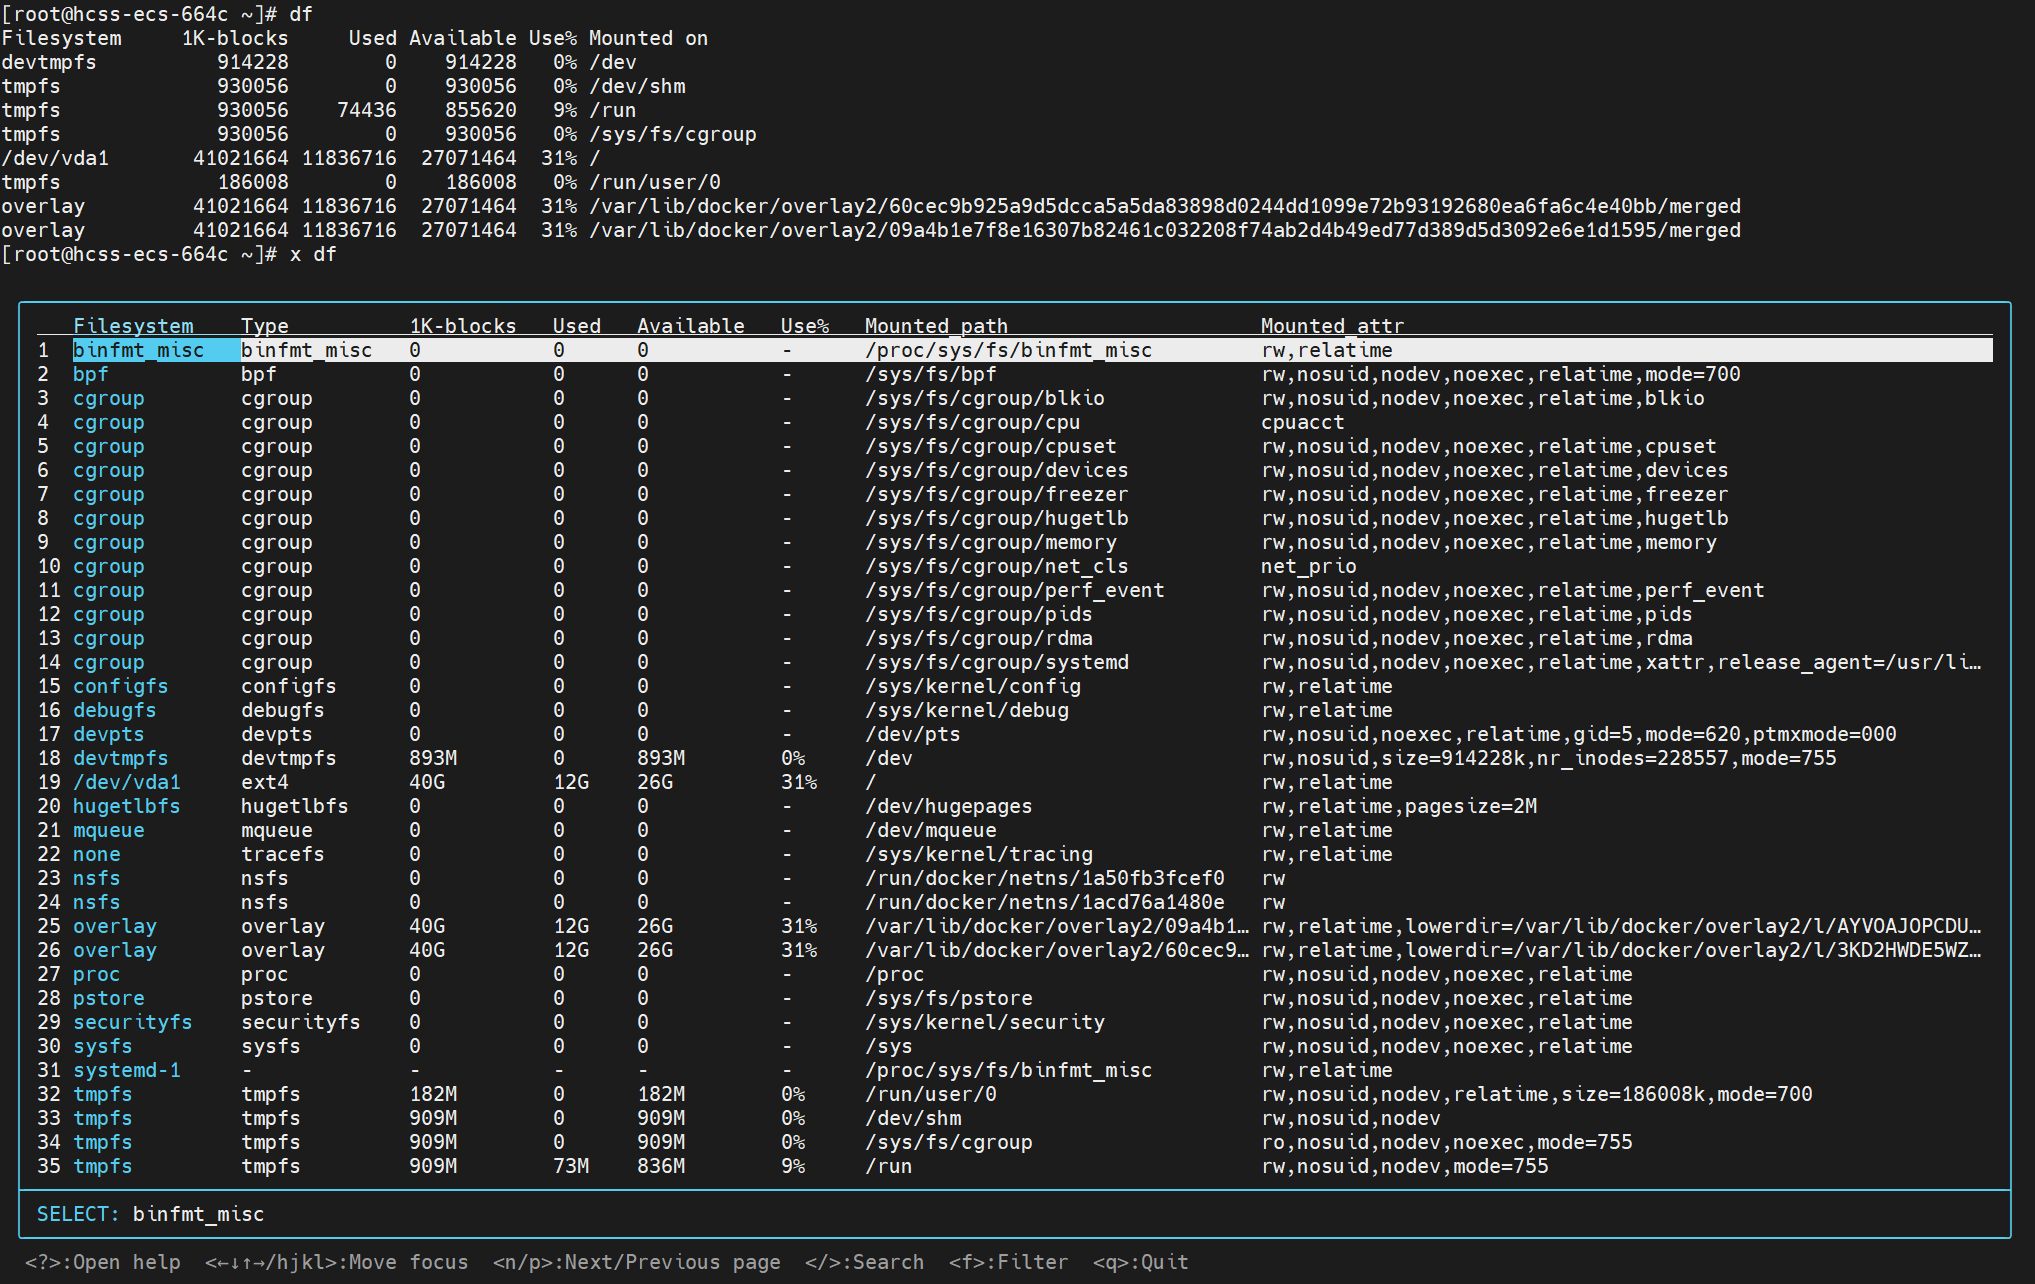 [root@hcss-ecs-664c ~]# df
Filesystem     1K-blocks     Used Available Use% Mounted on
devtmpfs          914228        0    914228   0% /dev
tmpfs             930056        0    930056   0% /dev/shm
tmpfs             930056    74436    855620   9% /run
tmpfs             930056        0    930056   0% /sys/fs/cgroup
/dev/vda1       41021664 11836716  27071464  31% /
tmpfs             186008        0    186008   0% /run/user/0
overlay         41021664 11836716  27071464  31% /var/lib/docker/overlay2/60cec9b925a9d5dcca5a5da83898d0244dd1099e72b93192680ea6fa6c4e40bb/merged
overlay         41021664 11836716  27071464  31% /var/lib/docker/overlay2/09a4b1e7f8e16307b82461c032208f74ab2d4b49ed77d389d5d3092e6e1d1595/merged
[root@hcss-ecs-664c ~]# x df
Filesystem Type 1K-blocks Used Available Use% Mounted_path Mounted_attr
1 binfmt_misc binfmt_misc 0 0 0 - /proc/sys/fs/binfmt_misc rw,relatime
2 bpf bpf 0 0 0 - /sys/fs/bpf rw,nosuid,nodev,noexec,relatime,mode=700
3 cgroup cgroup 0 0 0 - /sys/fs/cgroup/blkio rw,nosuid,nodev,noexec,relatime,blkio
4 cgroup cgroup 0 0 0 - /sys/fs/cgroup/cpu cpuacct
5 cgroup cgroup 0 0 0 - /sys/fs/cgroup/cpuset rw,nosuid,nodev,noexec,relatime,cpuset
6 cgroup cgroup 0 0 0 - /sys/fs/cgroup/devices rw,nosuid,nodev,noexec,relatime,devices
7 cgroup cgroup 0 0 0 - /sys/fs/cgroup/freezer rw,nosuid,nodev,noexec,relatime,freezer
8 cgroup cgroup 0 0 0 - /sys/fs/cgroup/hugetlb rw,nosuid,nodev,noexec,relatime,hugetlb
9 cgroup cgroup 0 0 0 - /sys/fs/cgroup/memory rw,nosuid,nodev,noexec,relatime,memory
10 cgroup cgroup 0 0 0 - /sys/fs/cgroup/net_cls net_prio
11 cgroup cgroup 0 0 0 - /sys/fs/cgroup/perf_event rw,nosuid,nodev,noexec,relatime,perf_event
12 cgroup cgroup 0 0 0 - /sys/fs/cgroup/pids rw,nosuid,nodev,noexec,relatime,pids
13 cgroup cgroup 0 0 0 - /sys/fs/cgroup/rdma rw,nosuid,nodev,noexec,relatime,rdma
14 cgroup cgroup 0 0 0 - /sys/fs/cgroup/systemd rw,nosuid,nodev,noexec,relatime,xattr,release_agent=/usr/li…
15 configfs configfs 0 0 0 - /sys/kernel/config rw,relatime
16 debugfs debugfs 0 0 0 - /sys/kernel/debug rw,relatime
17 devpts devpts 0 0 0 - /dev/pts rw,nosuid,noexec,relatime,gid=5,mode=620,ptmxmode=000
18 devtmpfs devtmpfs 893M 0 893M 0% /dev rw,nosuid,size=914228k,nr_inodes=228557,mode=755
19 /dev/vda1 ext4 40G 12G 26G 31% / rw,relatime
20 hugetlbfs hugetlbfs 0 0 0 - /dev/hugepages rw,relatime,pagesize=2M
21 mqueue mqueue 0 0 0 - /dev/mqueue rw,relatime
22 none tracefs 0 0 0 - /sys/kernel/tracing rw,relatime
23 nsfs nsfs 0 0 0 - /run/docker/netns/1a50fb3fcef0 rw
24 nsfs nsfs 0 0 0 - /run/docker/netns/1acd76a1480e rw
25 overlay overlay 40G 12G 26G 31% /var/lib/docker/overlay2/09a4b1… rw,relatime,lowerdir=/var/lib/docker/overlay2/l/AYVOAJOPCDU…
26 overlay overlay 40G 12G 26G 31% /var/lib/docker/overlay2/60cec9… rw,relatime,lowerdir=/var/lib/docker/overlay2/l/3KD2HWDE5WZ…
27 proc proc 0 0 0 - /proc rw,nosuid,nodev,noexec,relatime
28 pstore pstore 0 0 0 - /sys/fs/pstore rw,nosuid,nodev,noexec,relatime
29 securityfs securityfs 0 0 0 - /sys/kernel/security rw,nosuid,nodev,noexec,relatime
30 sysfs sysfs 0 0 0 - /sys rw,nosuid,nodev,noexec,relatime
31 systemd-1 - - - - - /proc/sys/fs/binfmt_misc rw,relatime
32 tmpfs tmpfs 182M 0 182M 0% /run/user/0 rw,nosuid,nodev,relatime,size=186008k,mode=700
33 tmpfs tmpfs 909M 0 909M 0% /dev/shm rw,nosuid,nodev
34 tmpfs tmpfs 909M 0 909M 0% /sys/fs/cgroup ro,nosuid,nodev,noexec,mode=755
35 tmpfs tmpfs 909M 73M 836M 9% /run rw,nosuid,nodev,mode=755
SELECT: binfmt_misc
<?>:Open help  <←↓↑→/hjkl>:Move focus  <n/p>:Next/Previous page  </>:Search  <f>:Filter  <q>:Quit